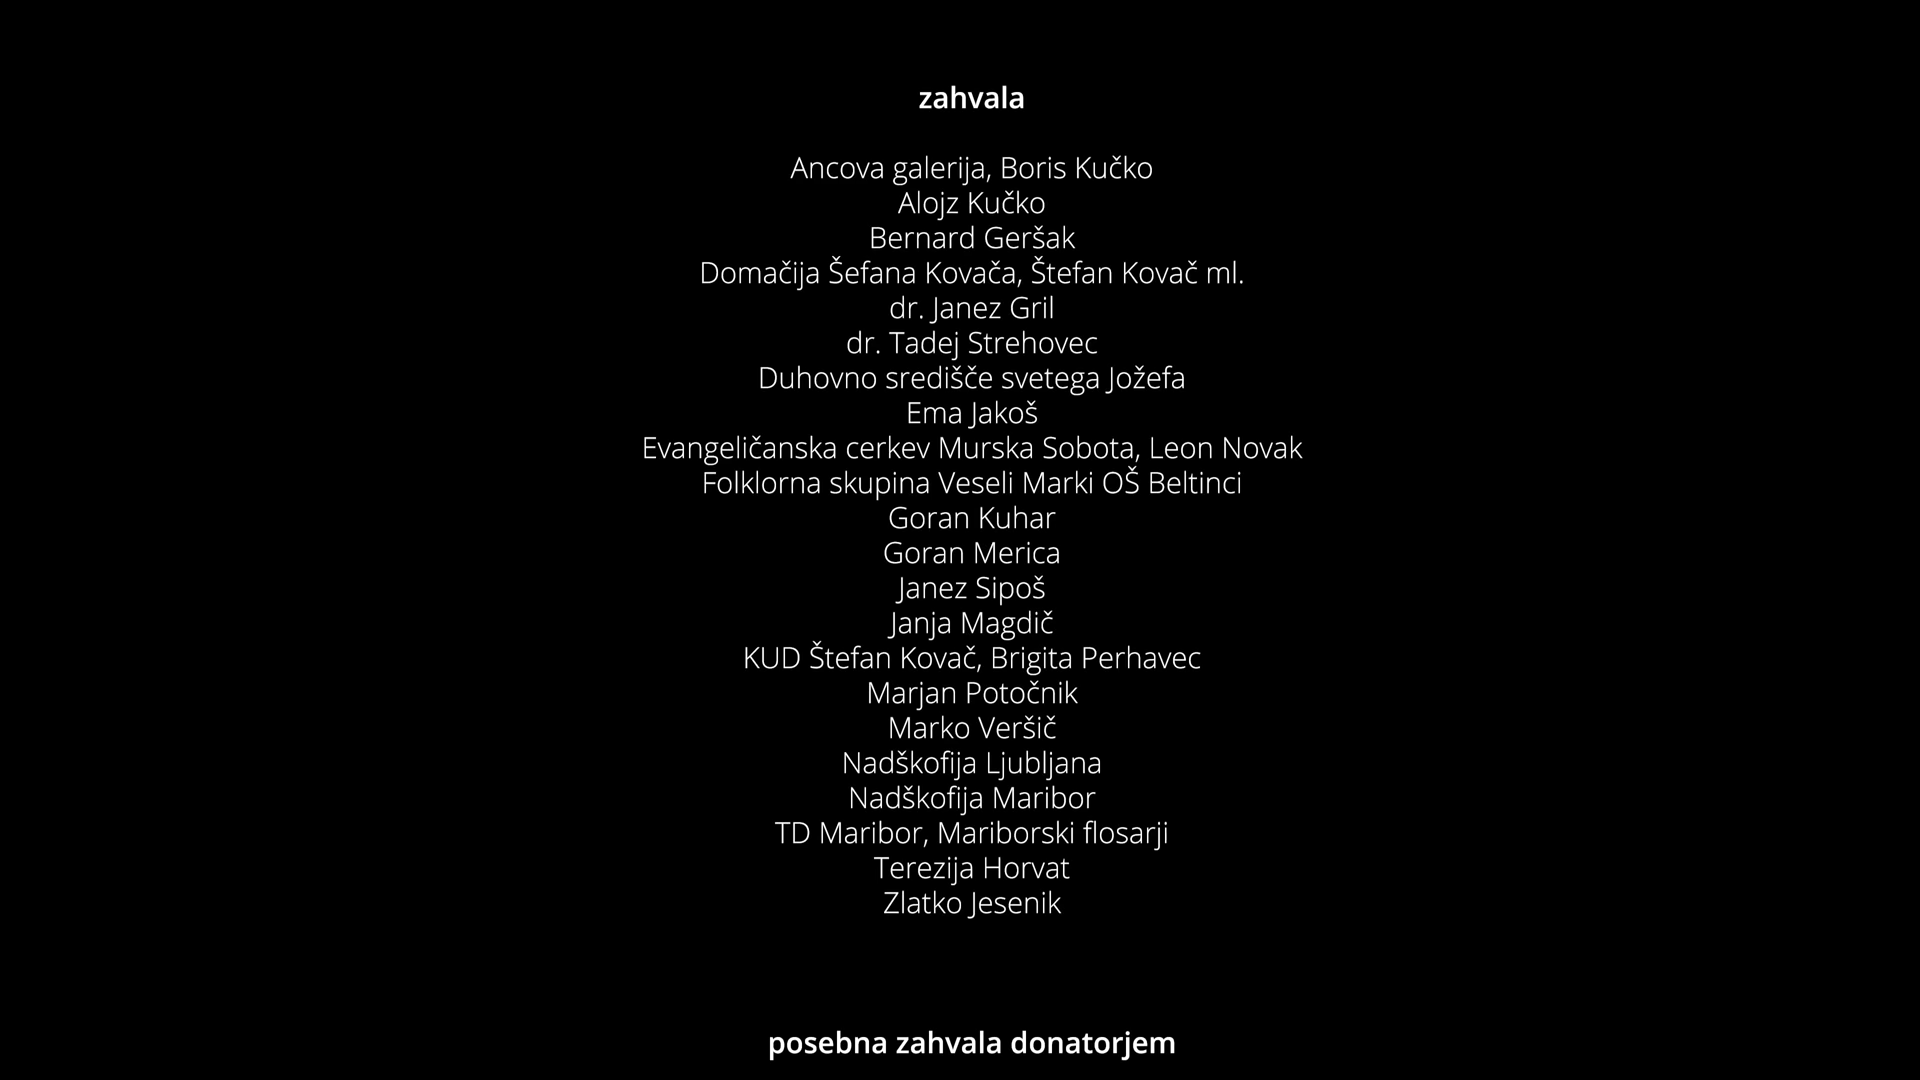 zahvala
Ancova galerija, Boris Kučko
Alojz Kučko
Bernard Geršak
Domačija Šefana Kovača, Štefan Kovač ml.
dr. Janez Gril
dr. Tadej Strehovec
Duhovno središče svetega Jožefa
Ema Jakoš
Evangeličanska cerkev Murska Sobota, Leon Novak
Folklorna skupina Veseli Marki OŠ Beltinci
Goran Kuhar
Goran Merica
Janez Sipoš
Janja Magdič
KUD Štefan Kovač, Brigita Perhavec
Marjan Potočnik
Marko Veršič
Nadškofija Ljubljana
Nadškofija Maribor
TD Maribor, Mariborski flosarji
Terezija Horvat
Zlatko Jesenik
posebna zahvala donatorjem